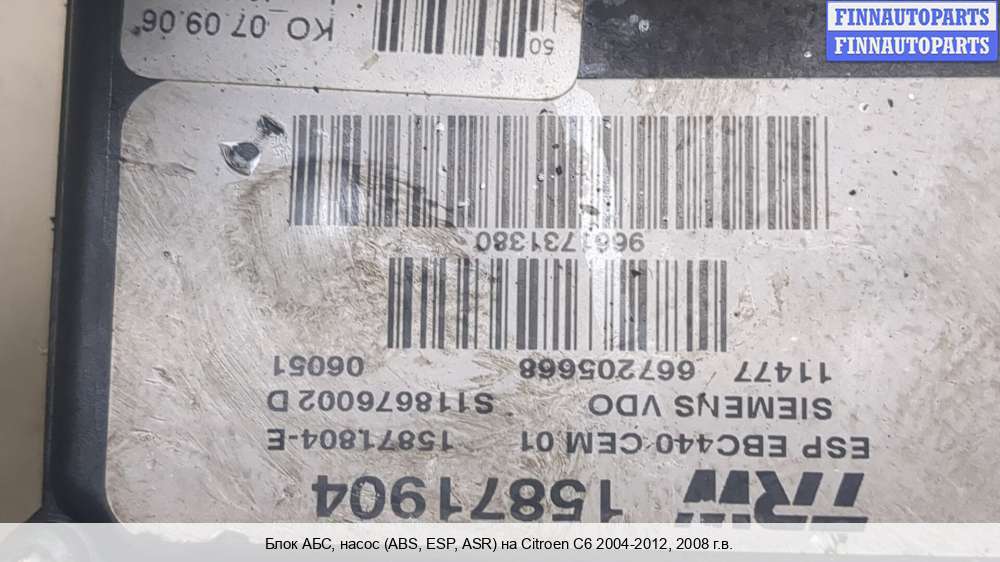 FINNAUTOPARTS
FINNAUTOPARTS
TRW 15871904
ESP EBC440 CEM 01 15871804-E
SIEMENS VDO S118676002 D
11477 667205668 06051
9661731380
50
KO 07.09.06
Блок АБС, насос (ABS, ESP, ASR) на Citroen C6 2004-2012, 2008 г.в.